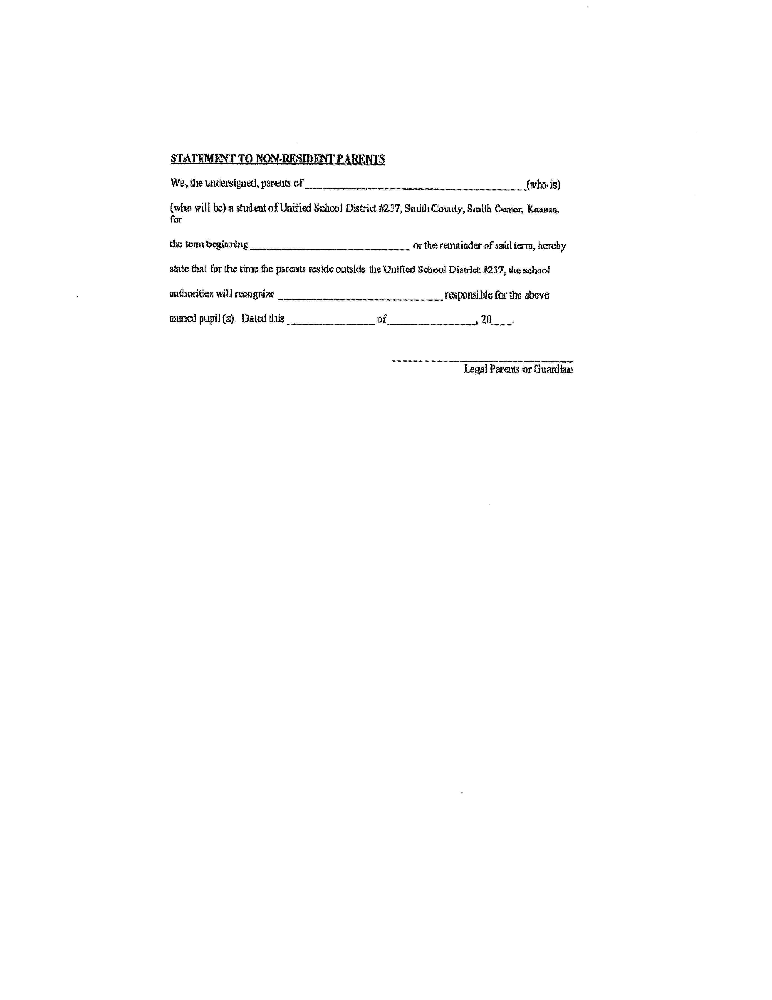 STATEMENT TO NON-RESIDENT PARENTS
We, the undersigned, parents of ________________________________________ (who is)
(who will be) a student of Unified School District #237, Smith County, Smith Center, Kansas,
for
the term beginning ______________________________ or the remainder of said term, hereby
state that for the time the parents reside outside the Unified School District #237, the school
authorities will recognize ______________________________ responsible for the above
named pupil (s). Dated this ________________ of ________________, 20____.
Legal Parents or Guardian